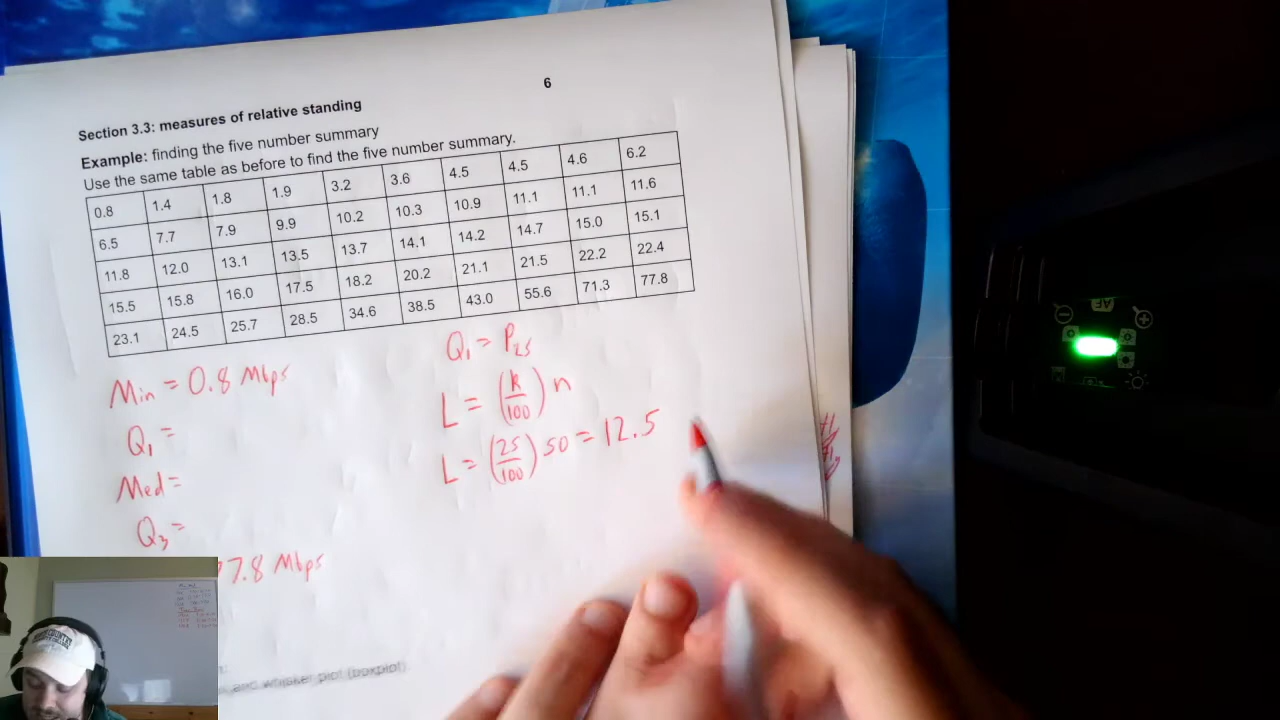 6
Section 3.3: measures of relative standing
Example: finding the five number summary
Use the same table as before to find the five number summary.
0.8 1.4 1.8 1.9 3.2 3.6 4.5 4.5 4.6 6.2
6.5 7.7 7.9 9.9 10.2 10.3 10.9 11.1 11.1 11.6
11.8 12.0 13.1 13.5 13.7 14.1 14.2 14.7 15.0 15.1
15.5 15.8 16.0 17.5 18.2 20.2 21.1 21.5 22.2 22.4
23.1 24.5 25.7 28.5 34.6 38.5 43.0 55.6 71.3 77.8
Min = 0.8 Mbps
Q₁ =
Med =
Q₃ =
7.8 Mbps
Q₁ = P₂₅
L = (k/100) n
L = (25/100) 50 = 12.5
and whisker plot (boxplot)
AF